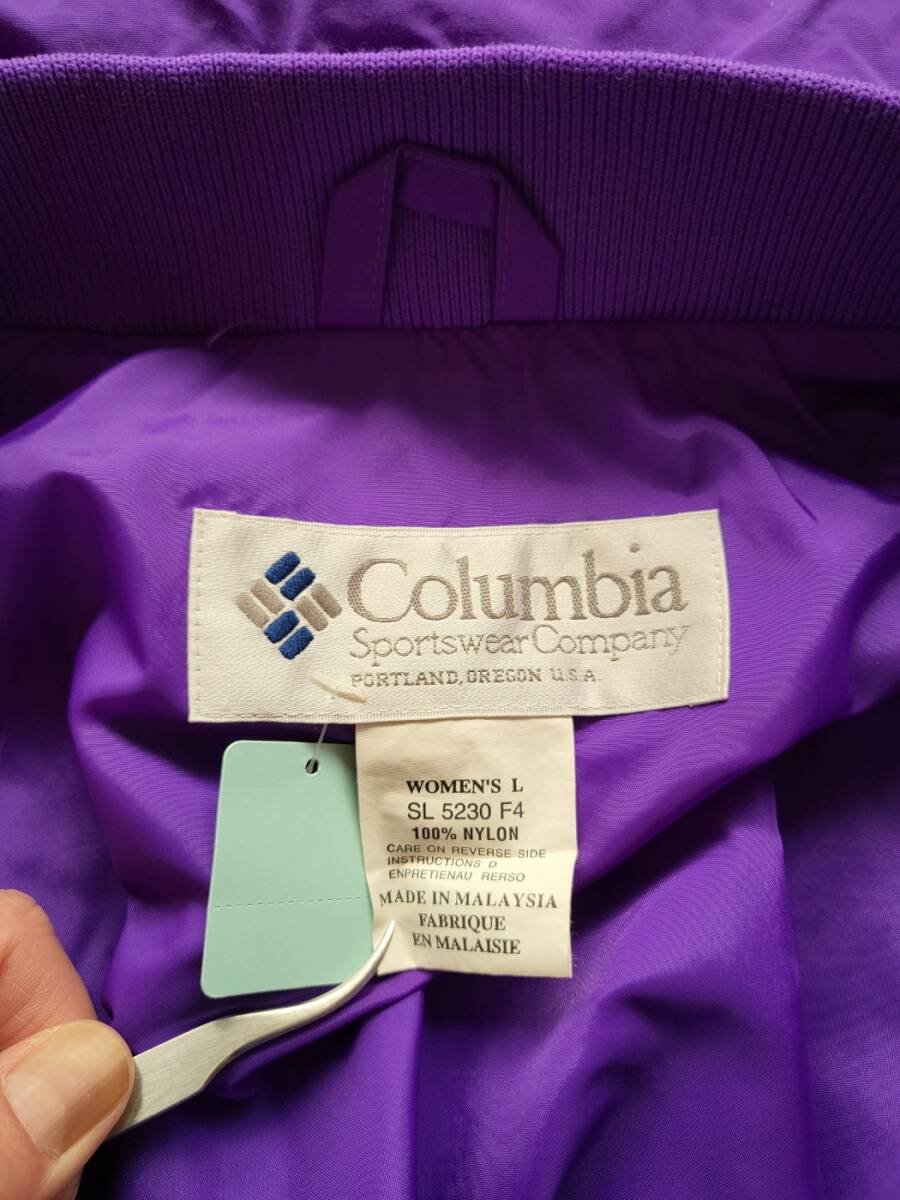 Columbia
Sportswear Company
PORTLAND, OREGON U.S.A.
WOMEN'S L
SL 5230 F4
100% NYLON
CARE ON REVERSE SIDE
INSTRUCTIONS D
ENPRETIENAU RERSO
MADE IN MALAYSIA
FABRIQUE
EN MALAISIE